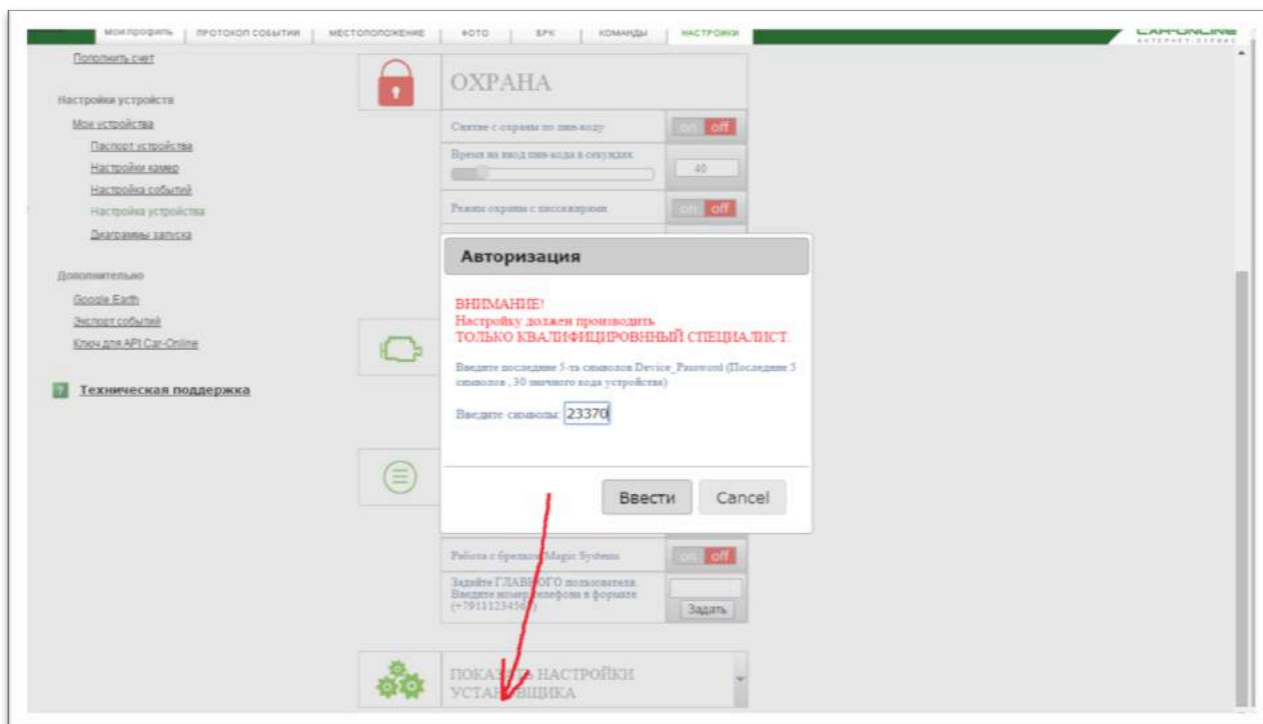 МОЙ ПРОФИЛЬ ПРОТОКОЛ СОБЫТИЙ МЕСТОПОЛОЖЕНИЕ ФОТО БРК КОМАНДЫ НАСТРОЙКИ
CAR-ONLINE
ИНТЕРНЕТ-СЕРВИС
Пополнить счет
Настройки устройств
Мои устройства
Паспорт устройства
Настройки камер
Настройка событий
Настройка устройства
Диаграммы запуска
Дополнительно
Google Earth
Экспорт событий
Ключ для API Car-Online
? Техническая поддержка
ОХРАНА
Снятие с охраны по пин-коду on off
Время на ввод пин-кода в секундах
40
Режим охраны с пассажирами on off
Авторизация
ВНИМАНИЕ!
Настройку должен производить
ТОЛЬКО КВАЛИФИЦИРОВННЫЙ СПЕЦИАЛИСТ.
Введите последние 5-ть символов Device_Password (Последние 5
символов , 30 значного кода устройства)
Введите символы: 23370
Ввести Cancel
Работа с брелком Magic Systems on off
Задайте ГЛАВНОГО пользователя.
Введите номер телефона в формате
(+79111234567)
Задать
ПОКАЗАТЬ НАСТРОЙКИ
УСТАНОВЩИКА